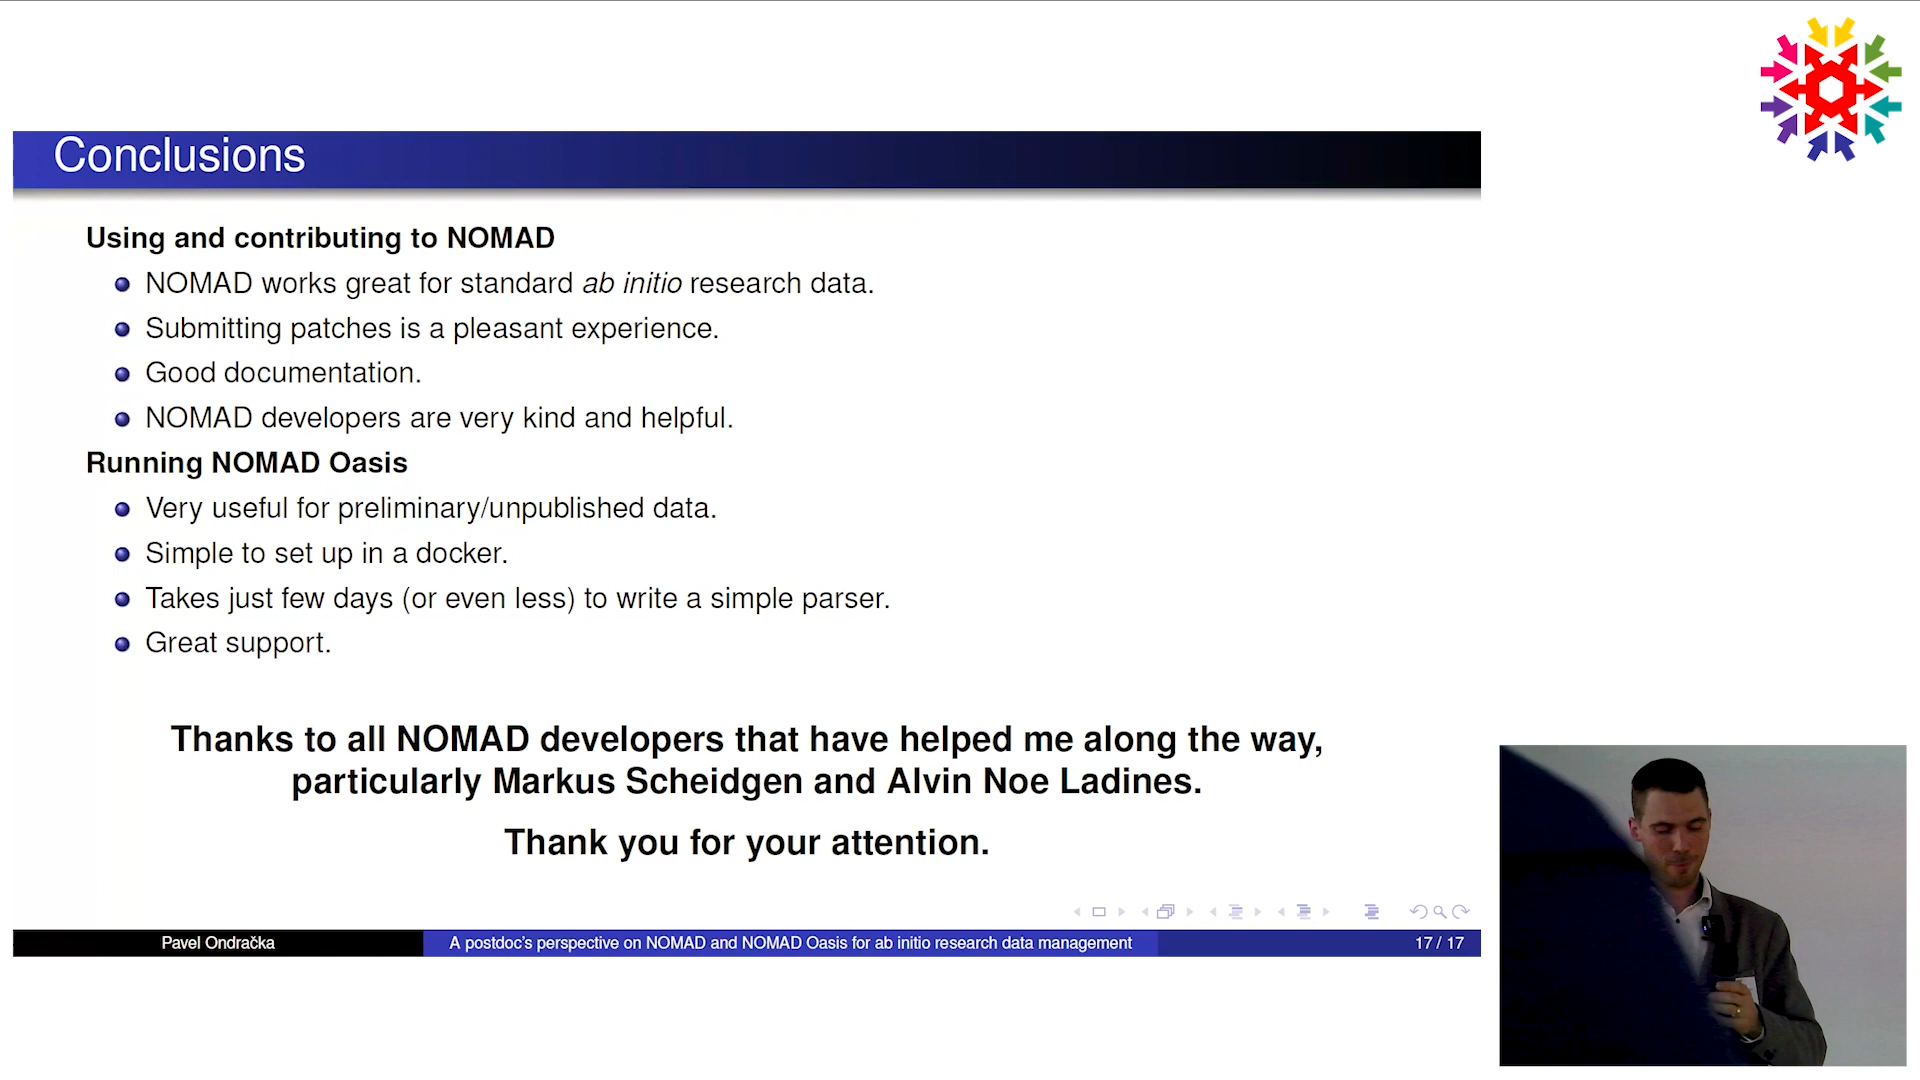 Conclusions
Using and contributing to NOMAD
NOMAD works great for standard ab initio research data.
Submitting patches is a pleasant experience.
Good documentation.
NOMAD developers are very kind and helpful.
Running NOMAD Oasis
Very useful for preliminary/unpublished data.
Simple to set up in a docker.
Takes just few days (or even less) to write a simple parser.
Great support.
Thanks to all NOMAD developers that have helped me along the way,
particularly Markus Scheidgen and Alvin Noe Ladines.
Thank you for your attention.
Pavel Ondračka
A postdoc's perspective on NOMAD and NOMAD Oasis for ab initio research data management
17 / 17